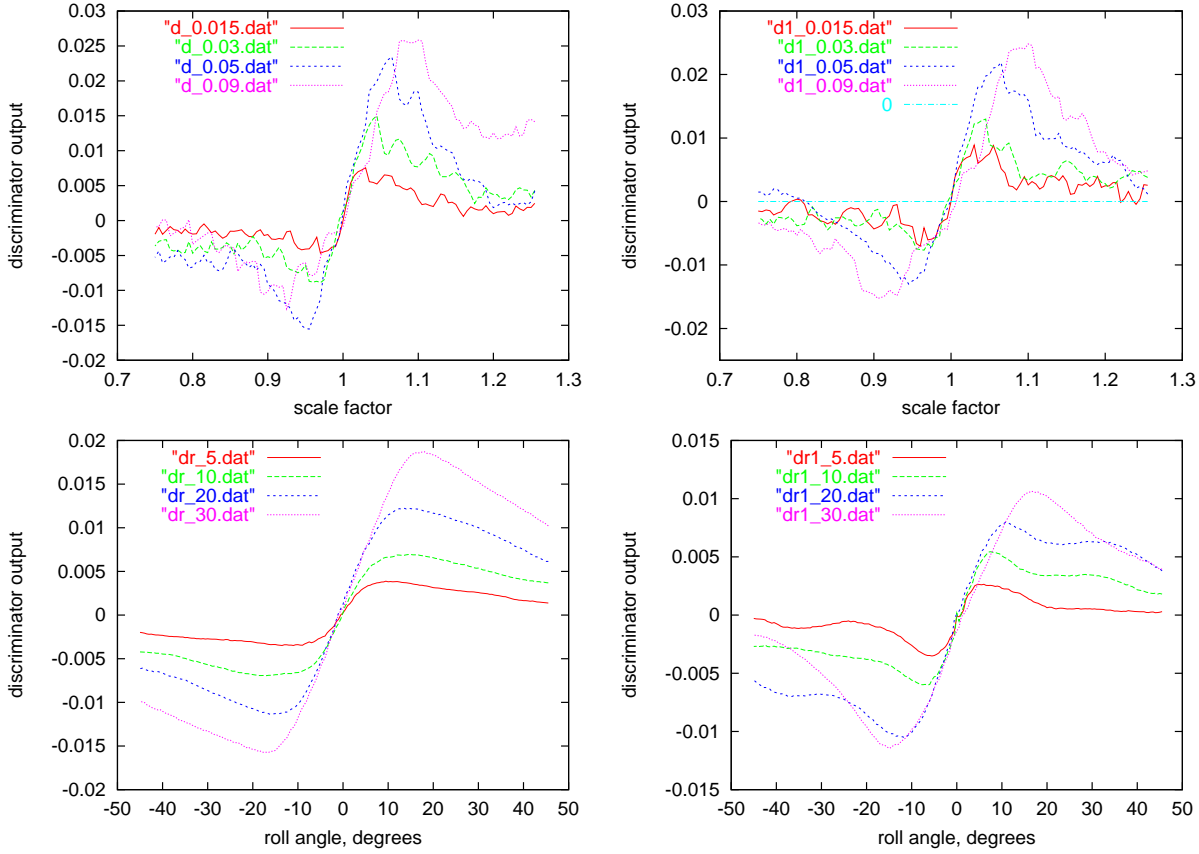 0.03
0.025
0.02
0.015
0.01
0.005
0
-0.005
-0.01
-0.015
-0.02
0.7 0.8 0.9 1 1.1 1.2 1.3
discriminator output
scale factor
"d_0.015.dat"
"d_0.03.dat"
"d_0.05.dat"
"d_0.09.dat"
0.03
0.02
0.01
0
-0.01
-0.02
0.7 0.8 0.9 1 1.1 1.2 1.3
discriminator output
scale factor
"d1_0.015.dat"
"d1_0.03.dat"
"d1_0.05.dat"
"d1_0.09.dat"
0
0.02
0.015
0.01
0.005
0
-0.005
-0.01
-0.015
-0.02
-50 -40 -30 -20 -10 0 10 20 30 40 50
discriminator output
roll angle, degrees
"dr_5.dat"
"dr_10.dat"
"dr_20.dat"
"dr_30.dat"
0.015
0.01
0.005
0
-0.005
-0.01
-0.015
-50 -40 -30 -20 -10 0 10 20 30 40 50
discriminator output
roll angle, degrees
"dr1_5.dat"
"dr1_10.dat"
"dr1_20.dat"
"dr1_30.dat"